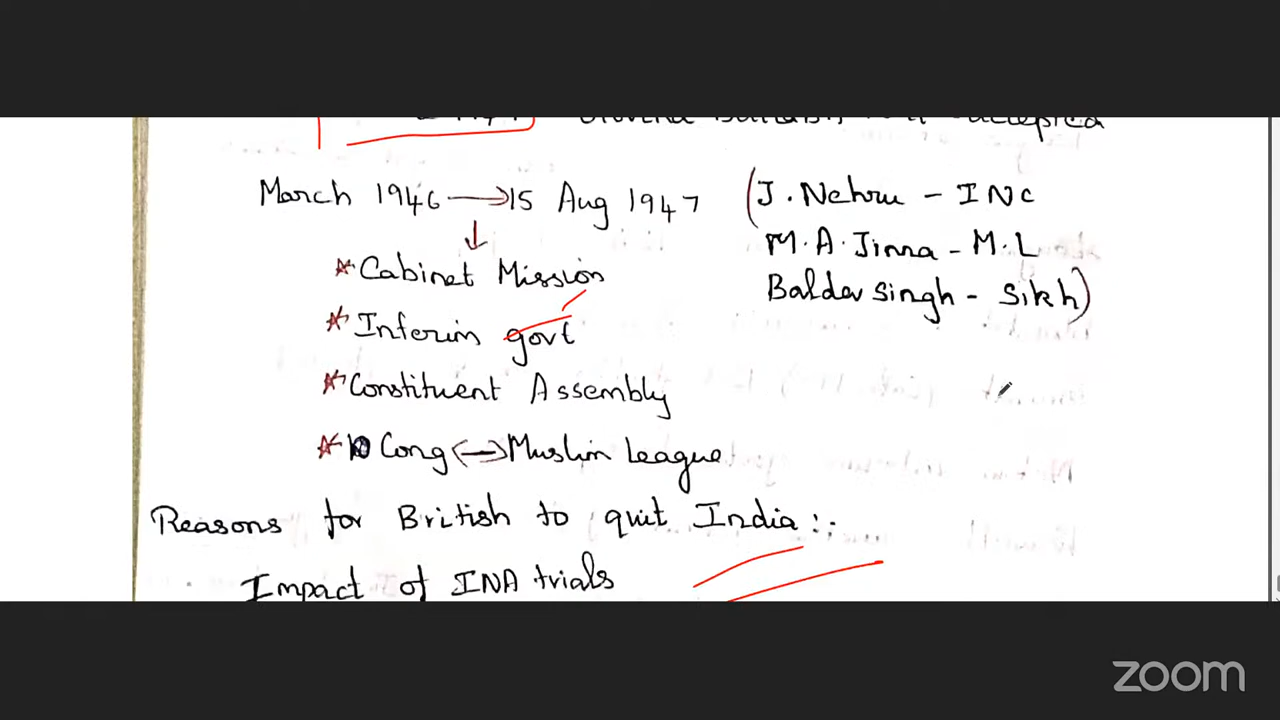 accepted
March 1946 → 15 Aug 1947 (J. Nehru - INC
↓ M. A. Jinna - M.L
* Cabinet Mission Baldev Singh - Sikh)
* Interim govt
* Constituent Assembly
* Cong ↔ Muslim League
Reasons for British to quit India :-
Impact of INA trials
zoom